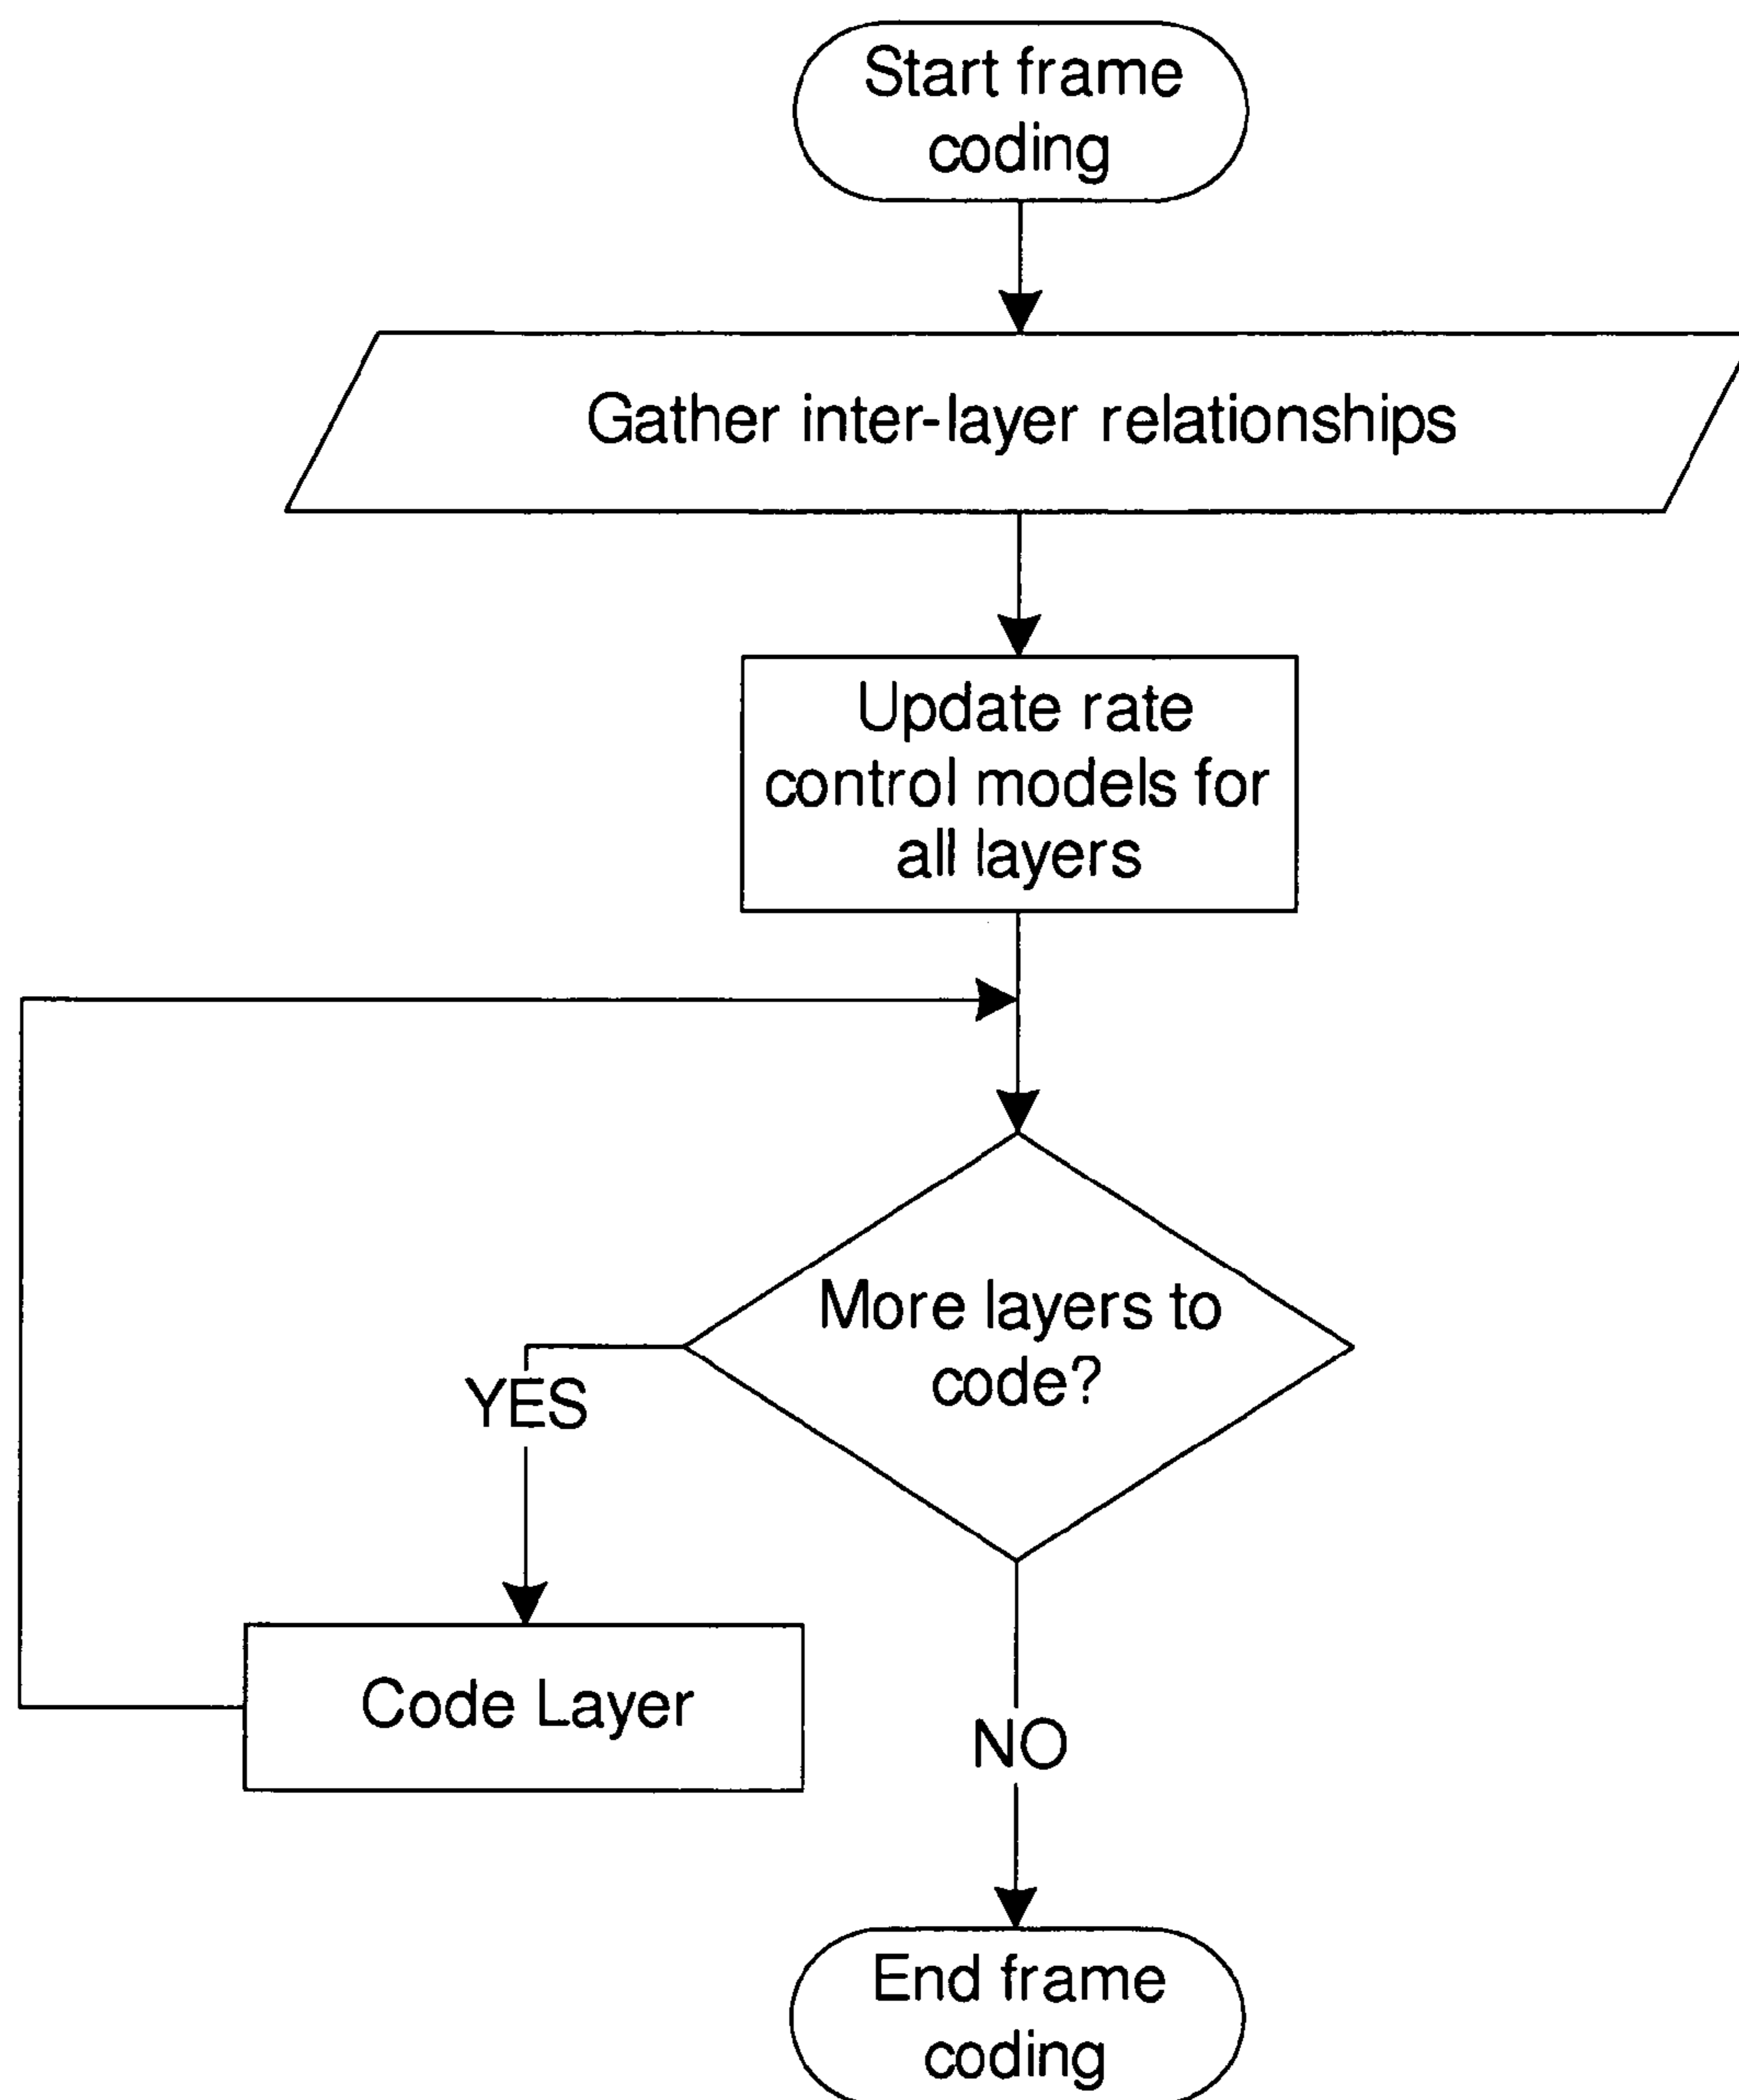 Start frame
coding
Gather inter-layer relationships
Update rate
control models for
all layers
More layers to
code?
YES
Code Layer
NO
End frame
coding